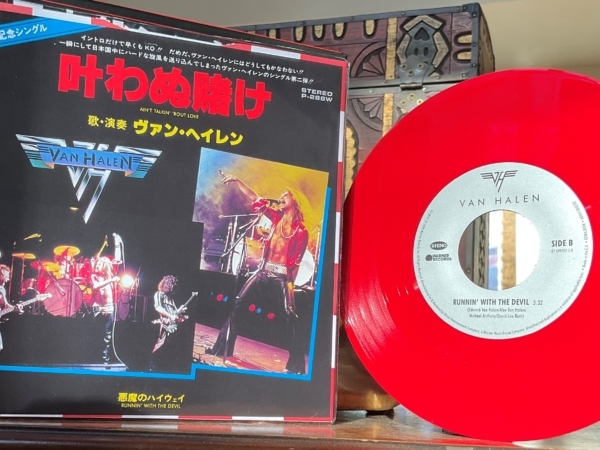 記念シングル
イントロだけで早くもKO!! だめだ、ヴァン・ヘイレンにはどうしてもかなわない!!
一瞬にして日本国中にハードな旋風を送り込んでしまったヴァン・ヘイレンのシングル第二弾!!
叶わぬ賭け
AIN'T TALKIN' 'BOUT LOVE
STEREO
P-286W
歌・演奏 ヴァン・ヘイレン
VAN HALEN
悪魔のハイウェイ
RUNNIN' WITH THE DEVIL
VH
VAN HALEN
RHINO
WARNER RECORDS
SIDE B
RUNNIN' WITH THE DEVIL 3:32